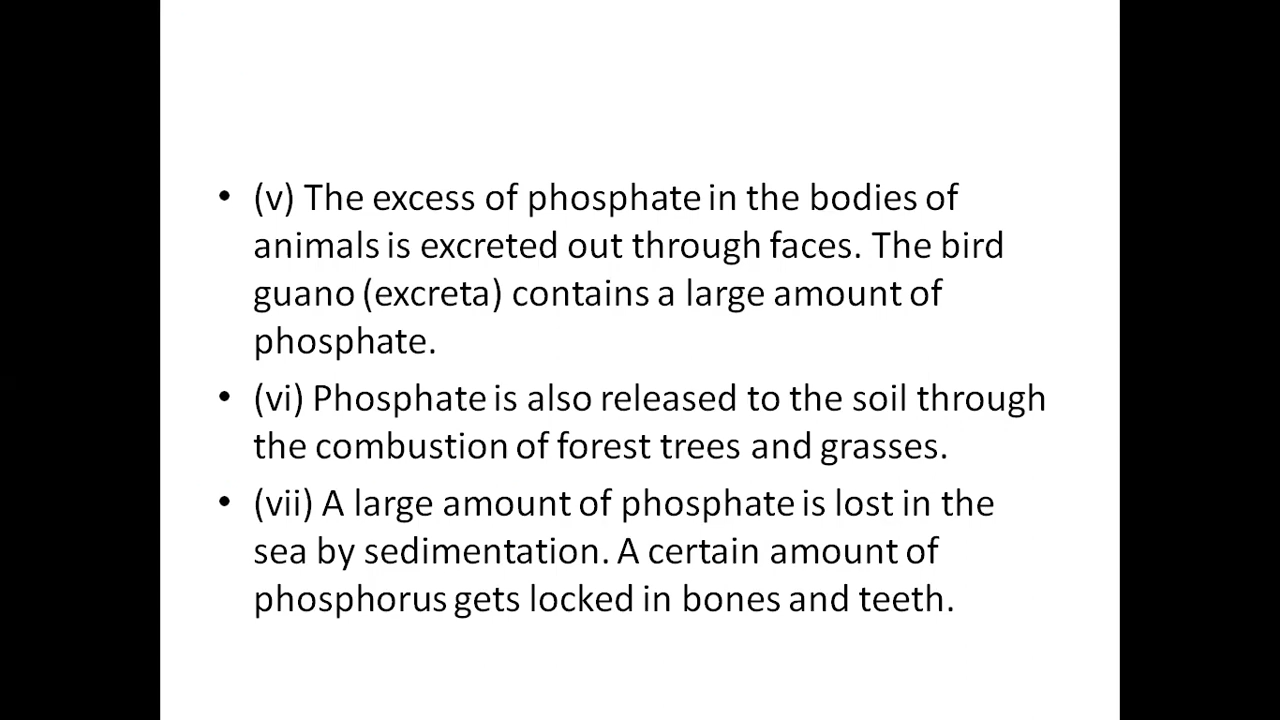 • (v) The excess of phosphate in the bodies of
animals is excreted out through faces. The bird
guano (excreta) contains a large amount of
phosphate.
• (vi) Phosphate is also released to the soil through
the combustion of forest trees and grasses.
• (vii) A large amount of phosphate is lost in the
sea by sedimentation. A certain amount of
phosphorus gets locked in bones and teeth.